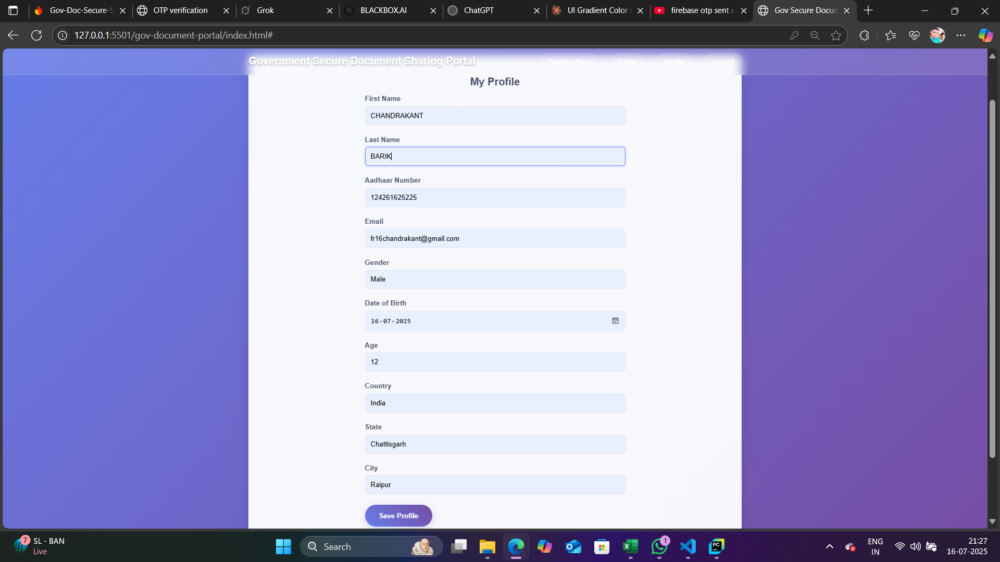 Gov-Doc-Secure-S
OTP verification
Grok
BLACKBOX.AI
ChatGPT
UI Gradient Color
firebase otp sent s
Gov Secure Docum
127.0.0.1:5501/gov-document-portal/index.html#
Government Secure Document Sharing Portal
Register Now
Login
Profile
Logout
My Profile
First Name
CHANDRAKANT
Last Name
BARIK
Aadhaar Number
124261625225
Email
fr16chandrakant@gmail.com
Gender
Male
Date of Birth
16-07-2025
Age
12
Country
India
State
Chattisgarh
City
Raipur
Save Profile
7
SL - BAN
Live
Search
1
PC
ENG
IN
21:27
16-07-2025